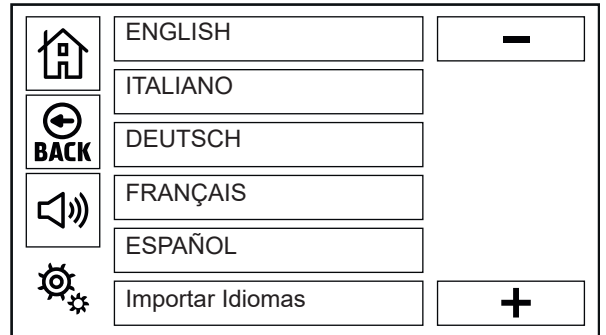 ENGLISH
ITALIANO
BACK
DEUTSCH
FRANÇAIS
ESPAÑOL
Importar Idiomas